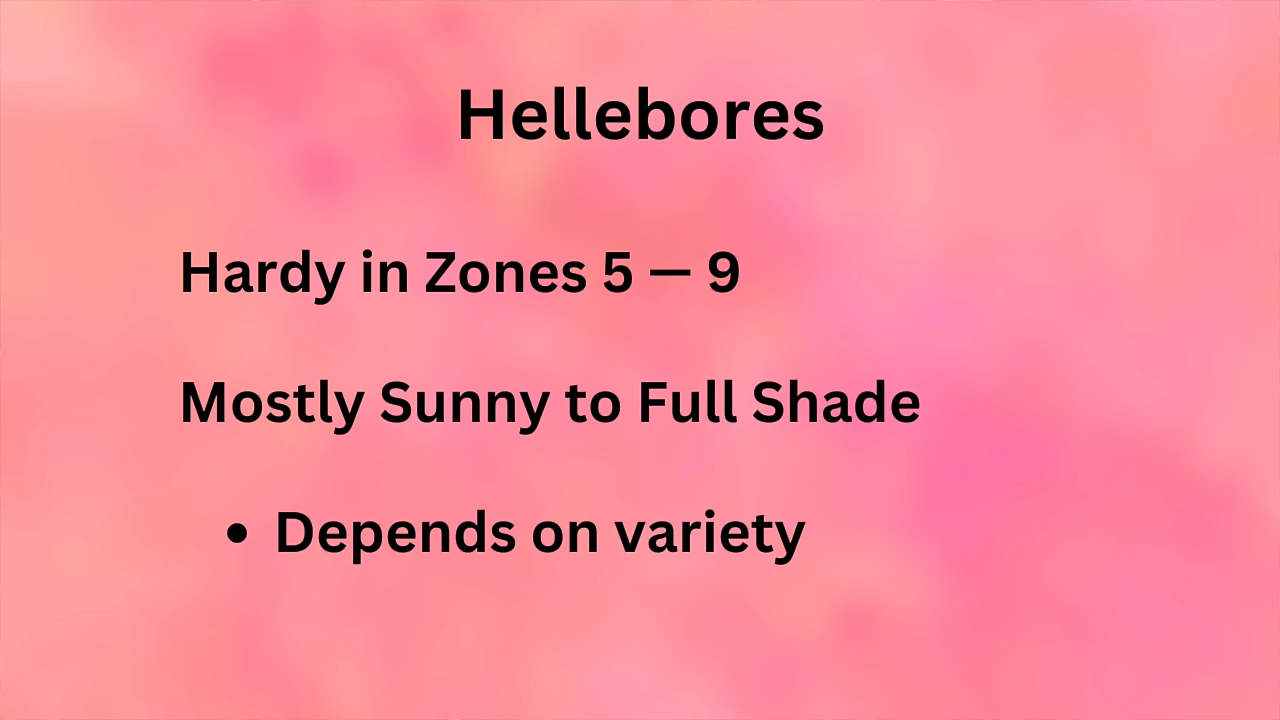 Hellebores
Hardy in Zones 5 — 9
Mostly Sunny to Full Shade
• Depends on variety